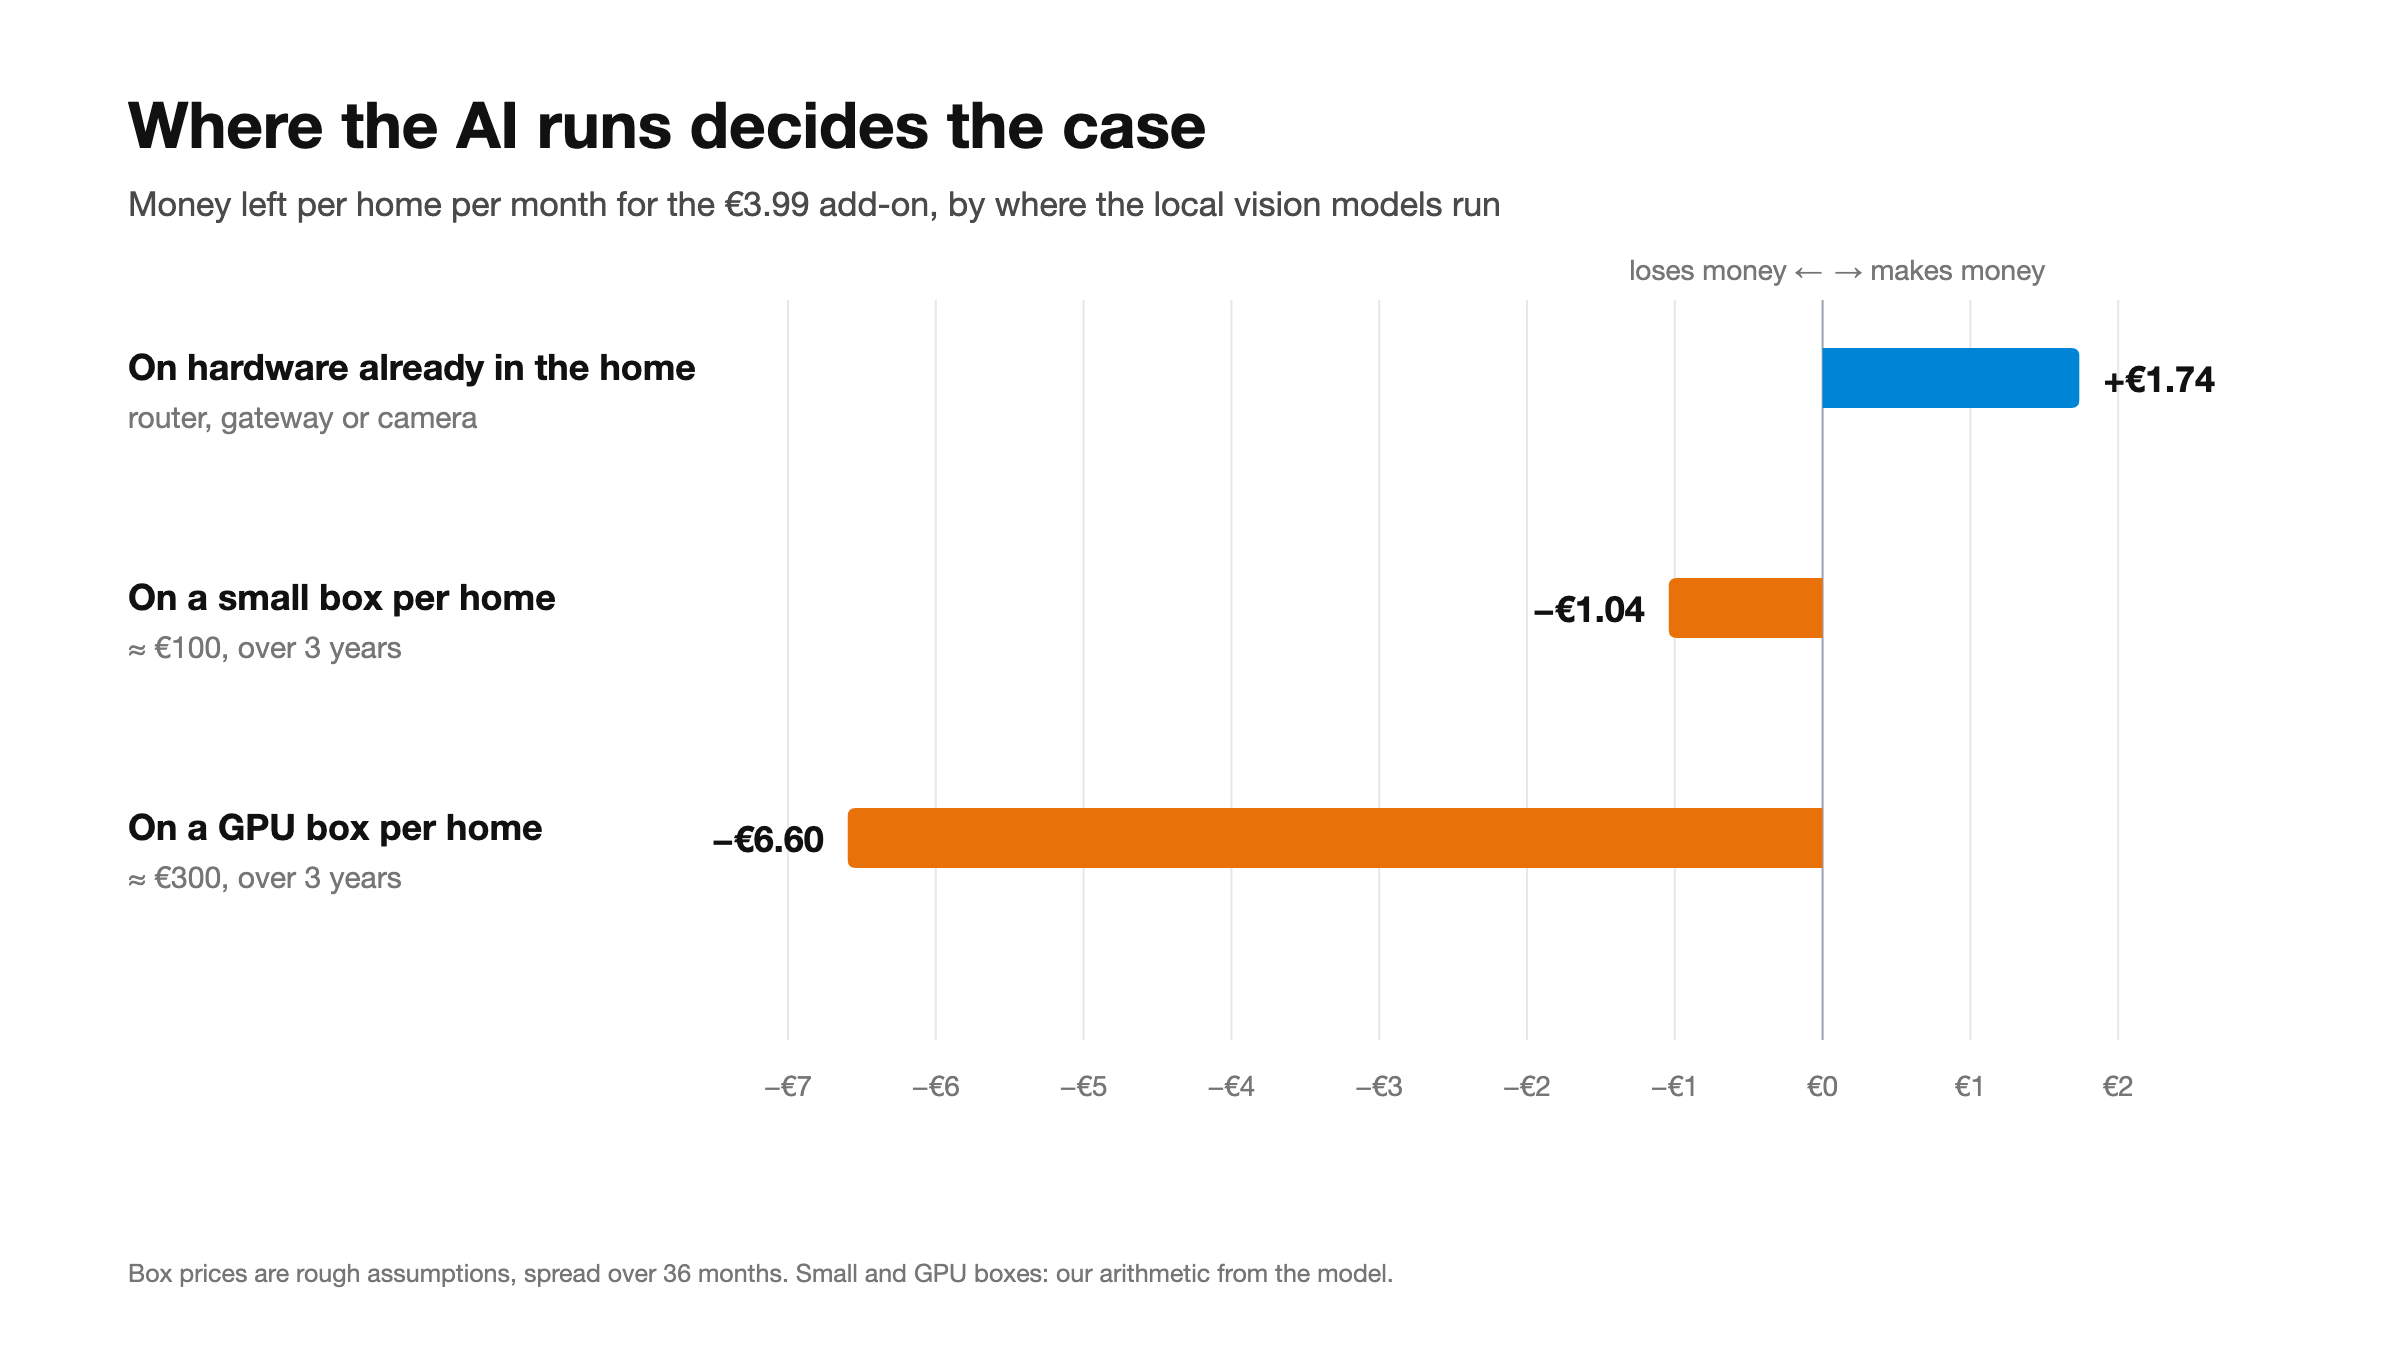 Where the AI runs decides the case
Money left per home per month for the €3.99 add-on, by where the local vision models run
loses money ← → makes money
On hardware already in the home
router, gateway or camera
+€1.74
On a small box per home
≈ €100, over 3 years
–€1.04
On a GPU box per home
≈ €300, over 3 years
–€6.60
–€7 –€6 –€5 –€4 –€3 –€2 –€1 €0 €1 €2
Box prices are rough assumptions, spread over 36 months. Small and GPU boxes: our arithmetic from the model.